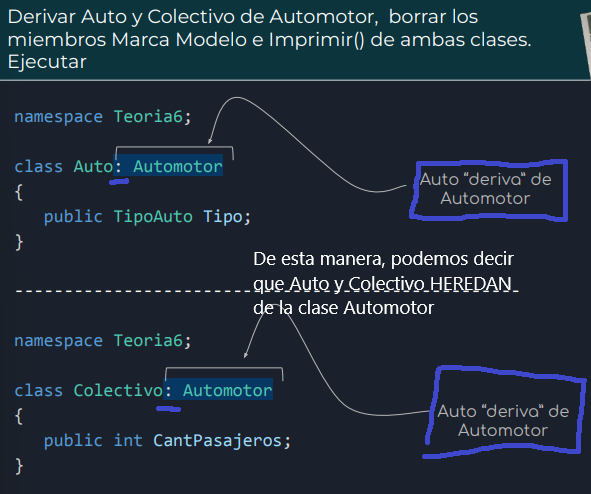 Derivar Auto y Colectivo de Automotor,  borrar los
miembros Marca Modelo e Imprimir() de ambas clases.
Ejecutar
namespace Teoria6;
class Auto: Automotor
{
public TipoAuto Tipo;
}
Auto “deriva” de
Automotor
De esta manera, podemos decir
que Auto y Colectivo HEREDAN
de la clase Automotor
namespace Teoria6;
class Colectivo: Automotor
{
public int CantPasajeros;
}
Auto “deriva” de
Automotor